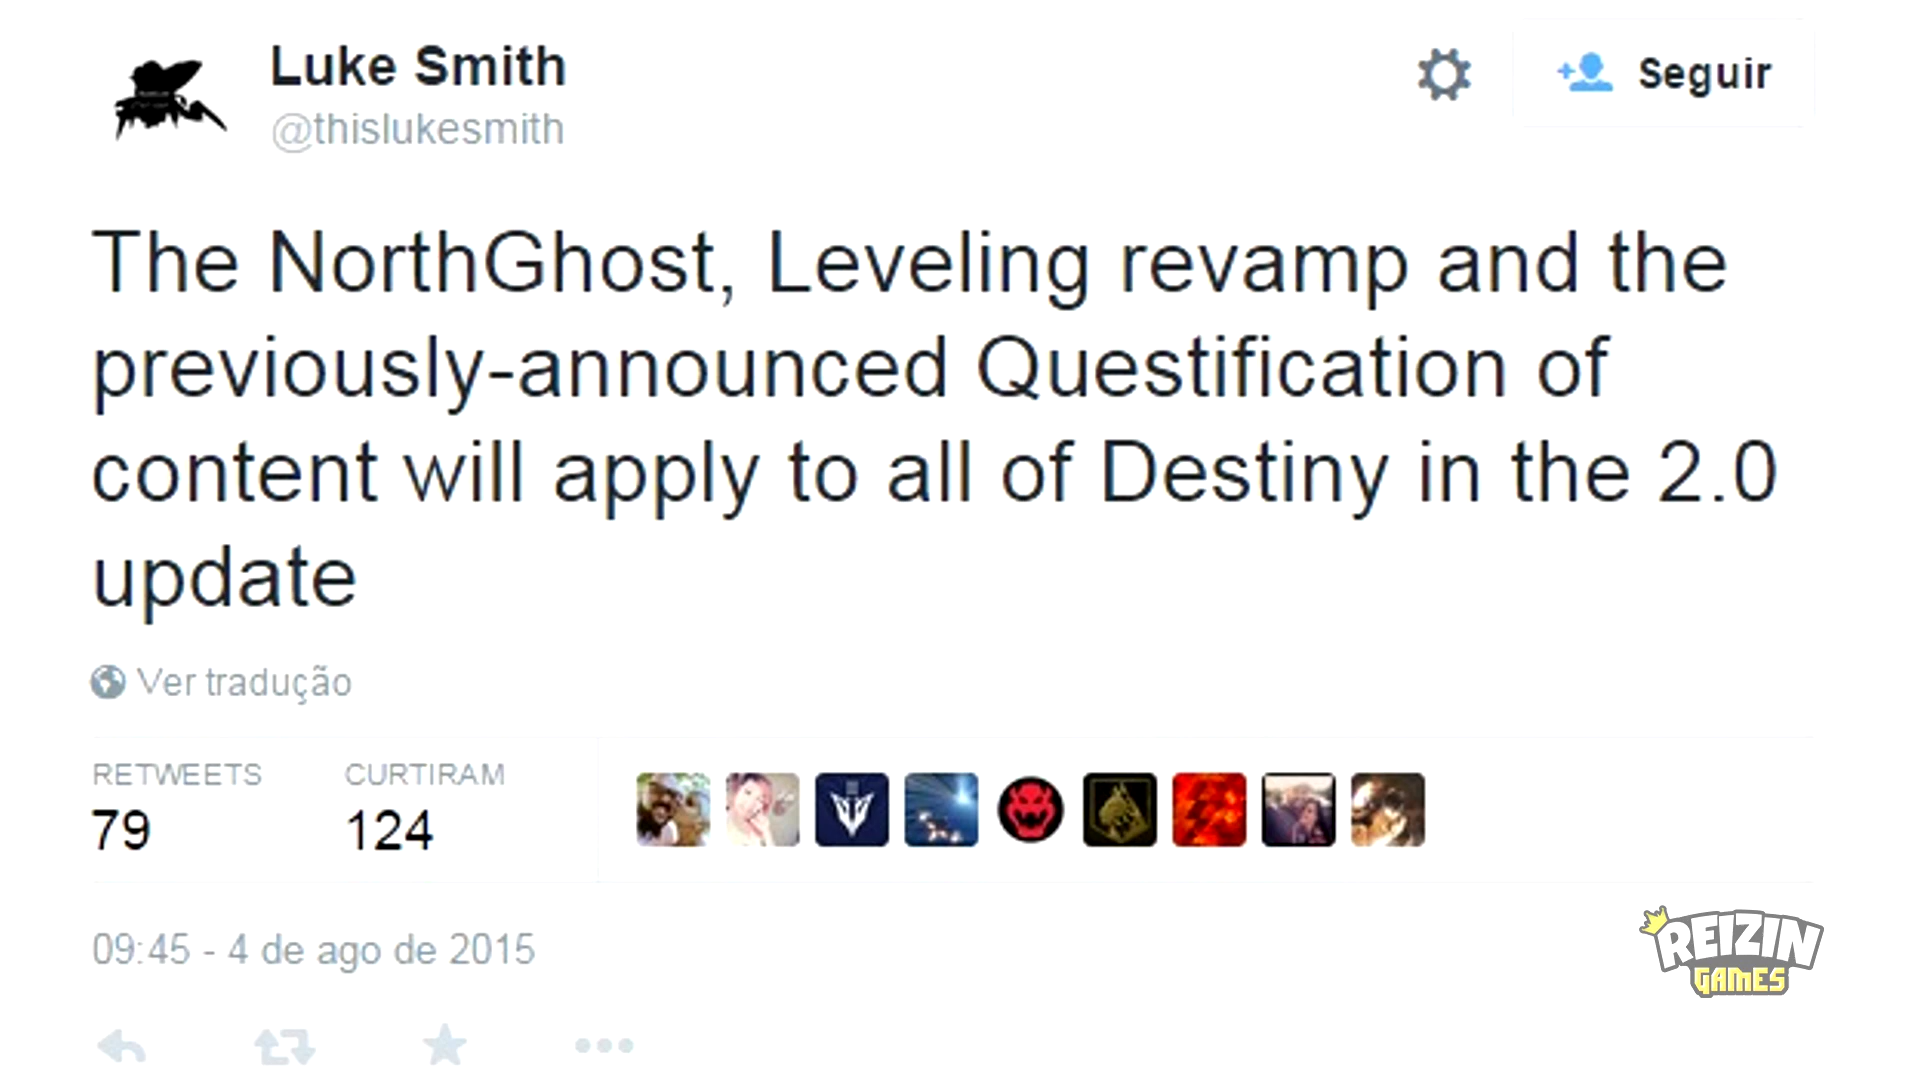 Luke Smith
@thislukesmith
Seguir
The NorthGhost, Leveling revamp and the
previously-announced Questification of
content will apply to all of Destiny in the 2.0
update
Ver tradução
RETWEETS
79
CURTIRAM
124
09:45 - 4 de ago de 2015
REIZIN
GAMES